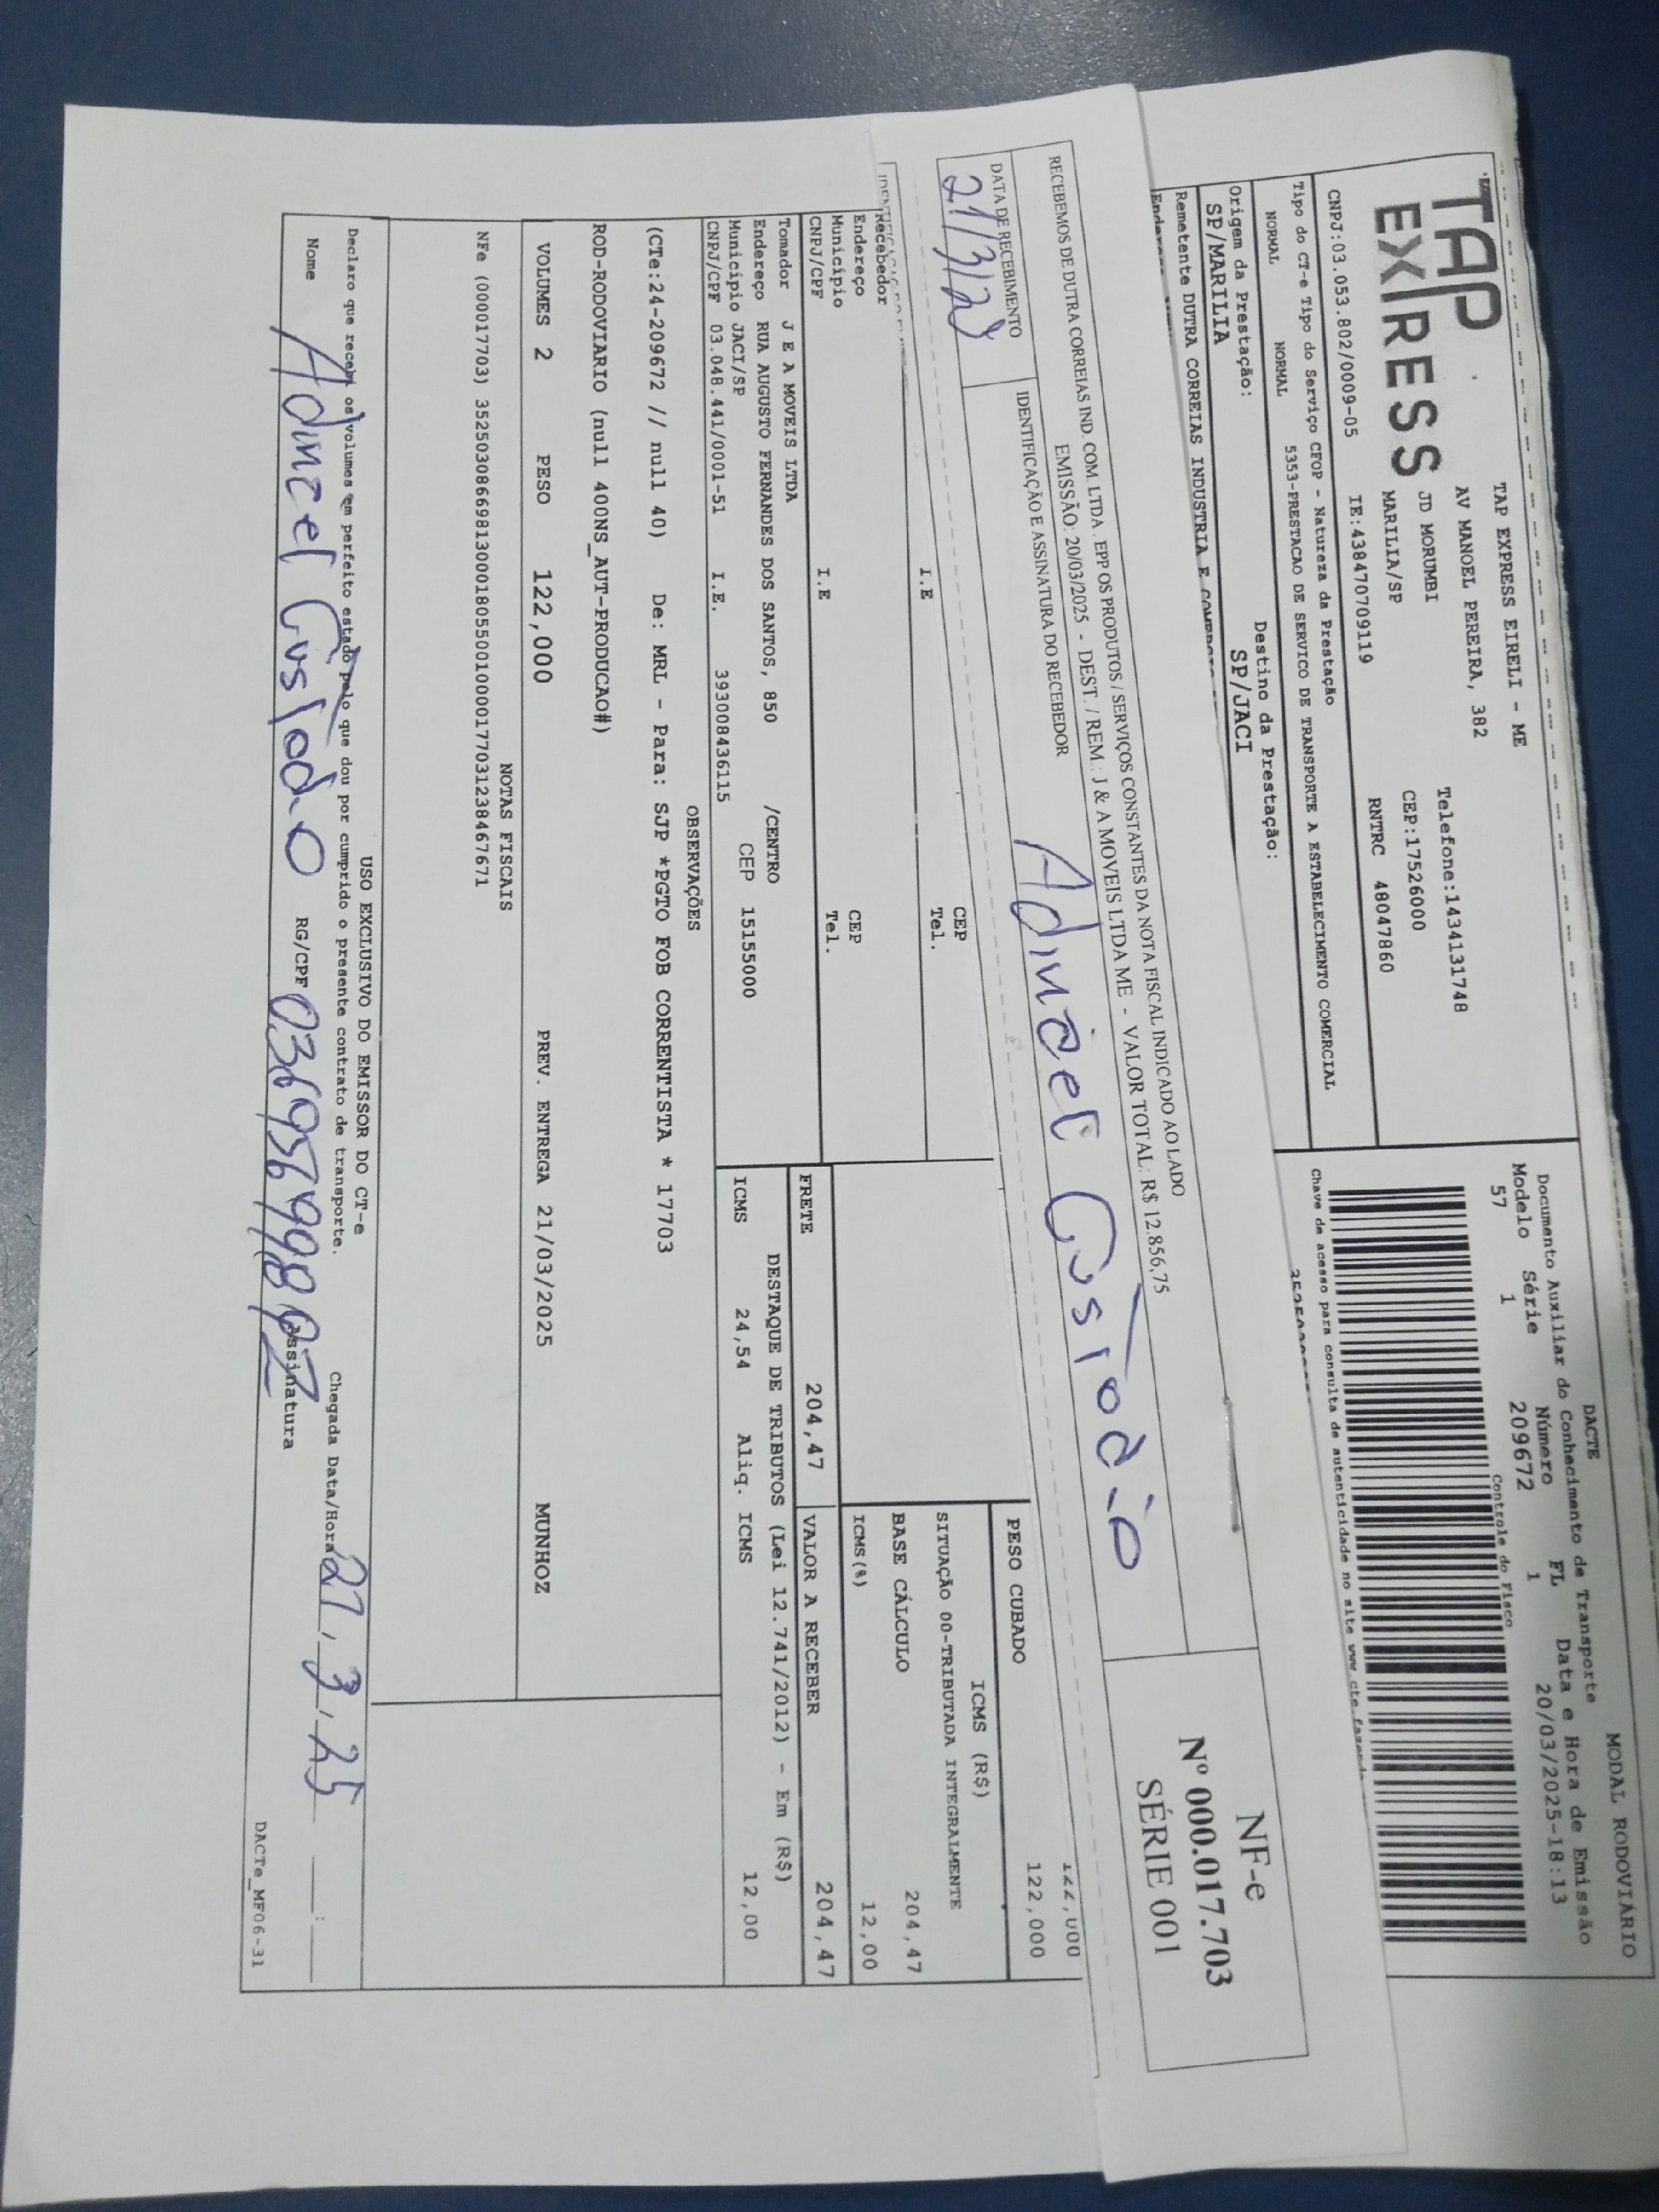 TAP
EXPRESS
TAP EXPRESS EIRELI - ME
AV MANOEL PEREIRA, 382
JD MORUMBI
MARILIA/SP
Telefone:1434131748
CEP:17526000
CNPJ:03.053.802/0009-05 IE:438470709119 RNTRC 48047860
Tipo do CT-e Tipo do Serviço CFOP - Natureza da Prestação
NORMAL NORMAL 5353-PRESTACAO DE SERVICO DE TRANSPORTE A ESTABELECIMENTO COMERCIAL
Origem da Prestação: Destino da Prestação:
SP/MARILIA SP/JACI
Remetente DUTRA CORREIAS INDUSTRIA E
MODAL RODOVIÁRIO
DACTE
Documento Auxiliar do Conhecimento de Transporte
Modelo Série Número FL Data e Hora de Emissão
57 1 209672 1 20/03/2025-18:13
Controle do Fisco
Chave de acesso para consulta de autenticidade no site
RECEBEMOS DE DUTRA CORREIAS IND. COM. LTDA . EPP OS PRODUTOS / SERVIÇOS CONSTANTES DA NOTA FISCAL INDICADO AO LADO
EMISSÃO: 20/03/2025 - DEST. / REM.: J & A MOVEIS LTDA ME - VALOR TOTAL: R$ 12.856,75
DATA DE RECEBIMENTO IDENTIFICAÇÃO E ASSINATURA DO RECEBEDOR
Adinael Custodio
NF-e
Nº 000.017.703
SÉRIE 001
I.E CEP
Tel.
122,000
PESO CUBADO 122,000
Recebedor
Endereço CEP
Município Tel.
CNPJ/CPF I.E
ICMS (R$)
SITUAÇÃO 00-TRIBUTADA INTEGRALMENTE
BASE CÁLCULO 204,47
ICMS(%) 12,00
Tomador J E A MOVEIS LTDA
Endereço RUA AUGUSTO FERNANDES DOS SANTOS, 850 /CENTRO
Município JACI/SP CEP 15155000
CNPJ/CPF 03.048.441/0001-51 I.E. 393008436115
FRETE 204,47 VALOR A RECEBER 204,47
DESTAQUE DE TRIBUTOS (Lei 12.741/2012) - Em (R$)
ICMS 24,54 Aliq. ICMS 12,00
OBSERVAÇÕES
(CTe:24-209672 // null 40) De: MRL - Para: SJP *PGTO FOB CORRENTISTA * 17703
ROD-RODOVIARIO (null 400NS_AUT-PRODUCAO#)
VOLUMES 2 PESO 122,000 PREV. ENTREGA 21/03/2025 MUNHOZ
NOTAS FISCAIS
NFe (000017703) 35250308669813000180550010000177031238467671
USO EXCLUSIVO DO EMISSOR DO CT-e
Declaro que recebi os volumes em perfeito estado pelo que dou por cumprido o presente contrato de transporte.
Chegada Data/Hora 21, 3, 25
Nome Adinael Custodio RG/CPF Assinatura
DACTe_MF06-31